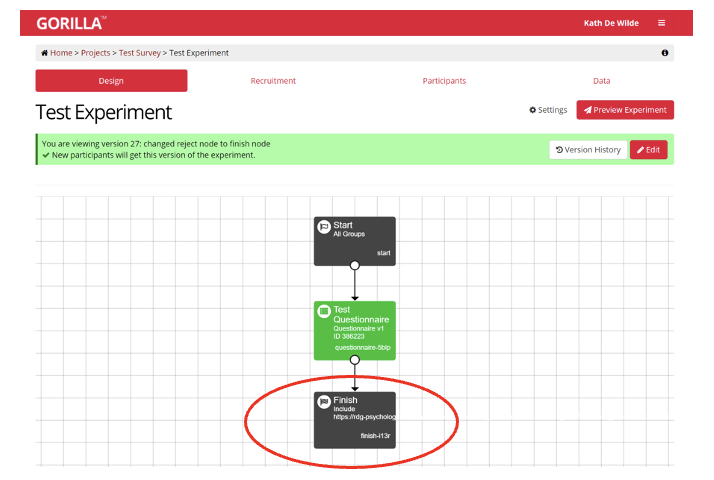 GORILLA™
Kath De Wilde
Home > Projects > Test Survey > Test Experiment
Design
Recruitment
Participants
Data
Test Experiment
Settings
Preview Experiment
You are viewing version 27: changed reject node to finish node
New participants will get this version of the experiment.
Version History
Edit
Start
All Groups
start
Test
Questionnaire
Questionnaire v1
ID 386223
questionnaire-5bip
Finish
Include
https://rdg-psycholog
finish-i13r